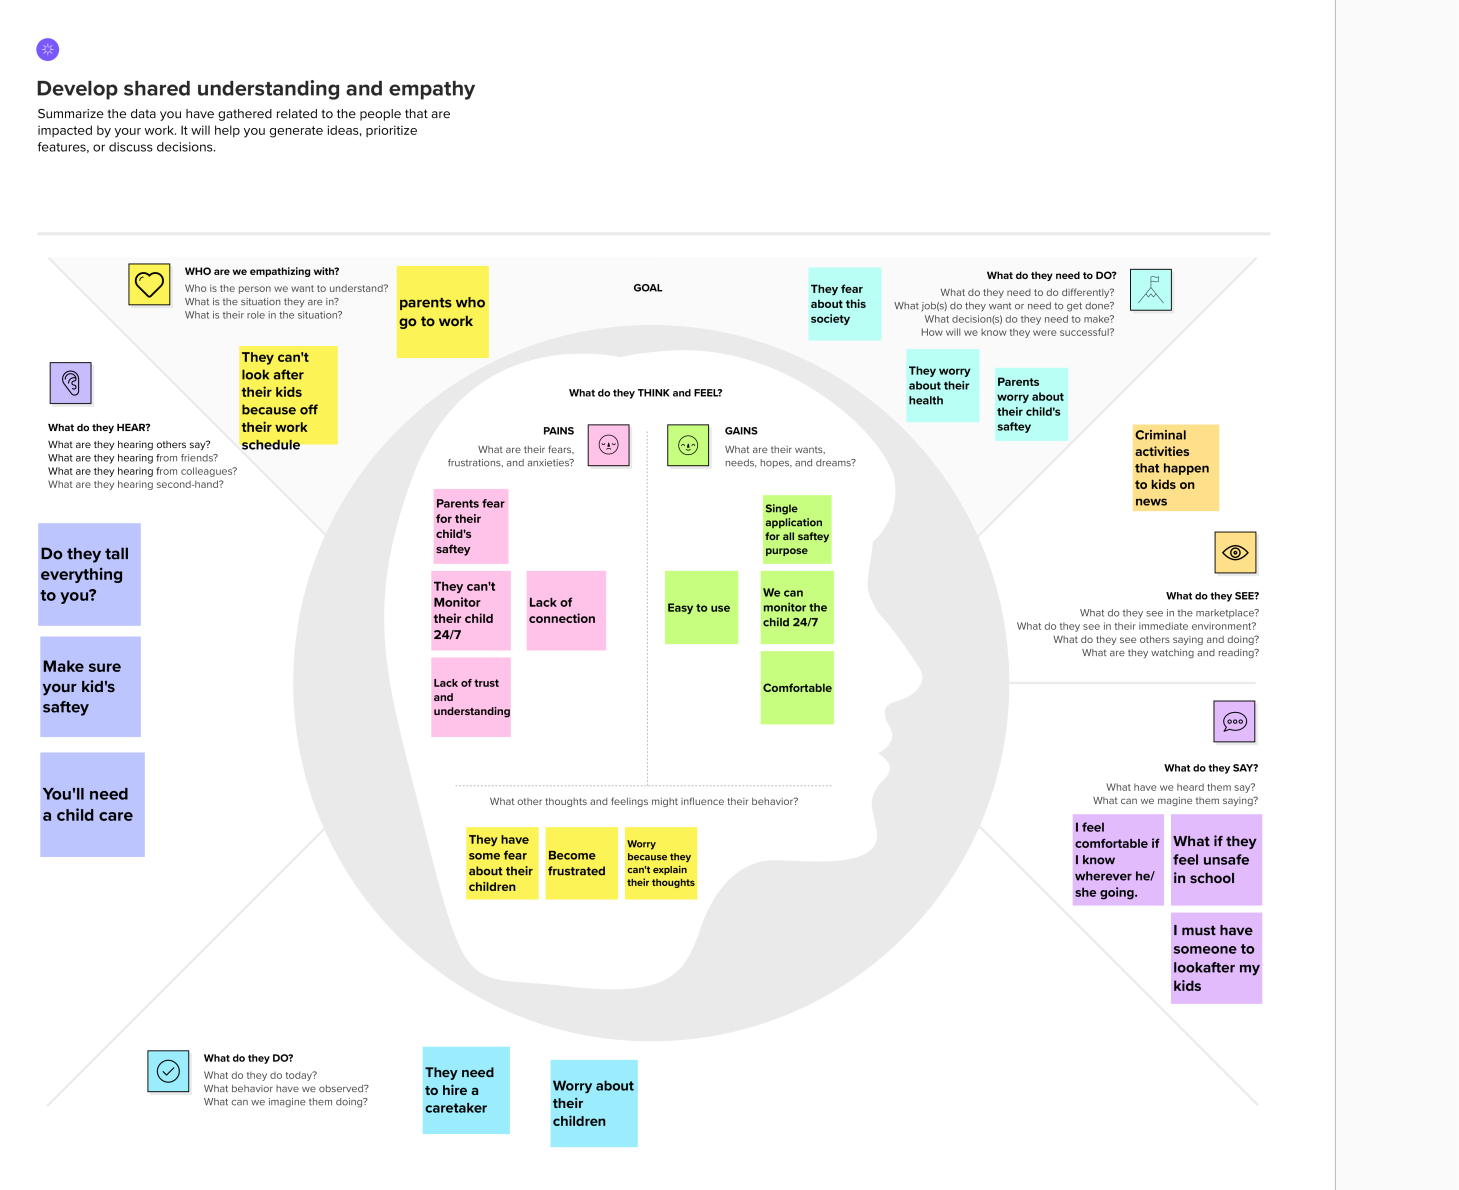 Develop shared understanding and empathy
Summarize the data you have gathered related to the people that are
impacted by your work. It will help you generate ideas, prioritize
features, or discuss decisions.
WHO are we empathizing with?
Who is the person we want to understand?
What is the situation they are in?
What is their role in the situation?
parents who
go to work
They can't
look after
their kids
because off
their work
schedule
GOAL
They fear
about this
society
What do they need to DO?
What do they need to do differently?
What job(s) do they want or need to get done?
What decision(s) do they need to make?
How will we know they were successful?
They worry
about their
health
Parents
worry about
their child's
saftey
What do they HEAR?
What are they hearing others say?
What are they hearing from friends?
What are they hearing from colleagues?
What are they hearing second-hand?
Do they tall
everything
to you?
Make sure
your kid's
saftey
You'll need
a child care
What do they THINK and FEEL?
PAINS
What are their fears,
frustrations, and anxieties?
Parents fear
for their
child's
saftey
They can't
Monitor
their child
24/7
Lack of
connection
Lack of trust
and
understanding
GAINS
What are their wants,
needs, hopes, and dreams?
Single
application
for all saftey
purpose
Easy to use
We can
monitor the
child 24/7
Comfortable
What other thoughts and feelings might influence their behavior?
They have
some fear
about their
children
Become
frustrated
Worry
because they
can't explain
their thoughts
Criminal
activities
that happen
to kids on
news
What do they SEE?
What do they see in the marketplace?
What do they see in their immediate environment?
What do they see others saying and doing?
What are they watching and reading?
What do they SAY?
What have we heard them say?
What can we magine them saying?
I feel
comfortable if
I know
wherever he/
she going.
What if they
feel unsafe
in school
I must have
someone to
lookafter my
kids
What do they DO?
What do they do today?
What behavior have we observed?
What can we imagine them doing?
They need
to hire a
caretaker
Worry about
their
children